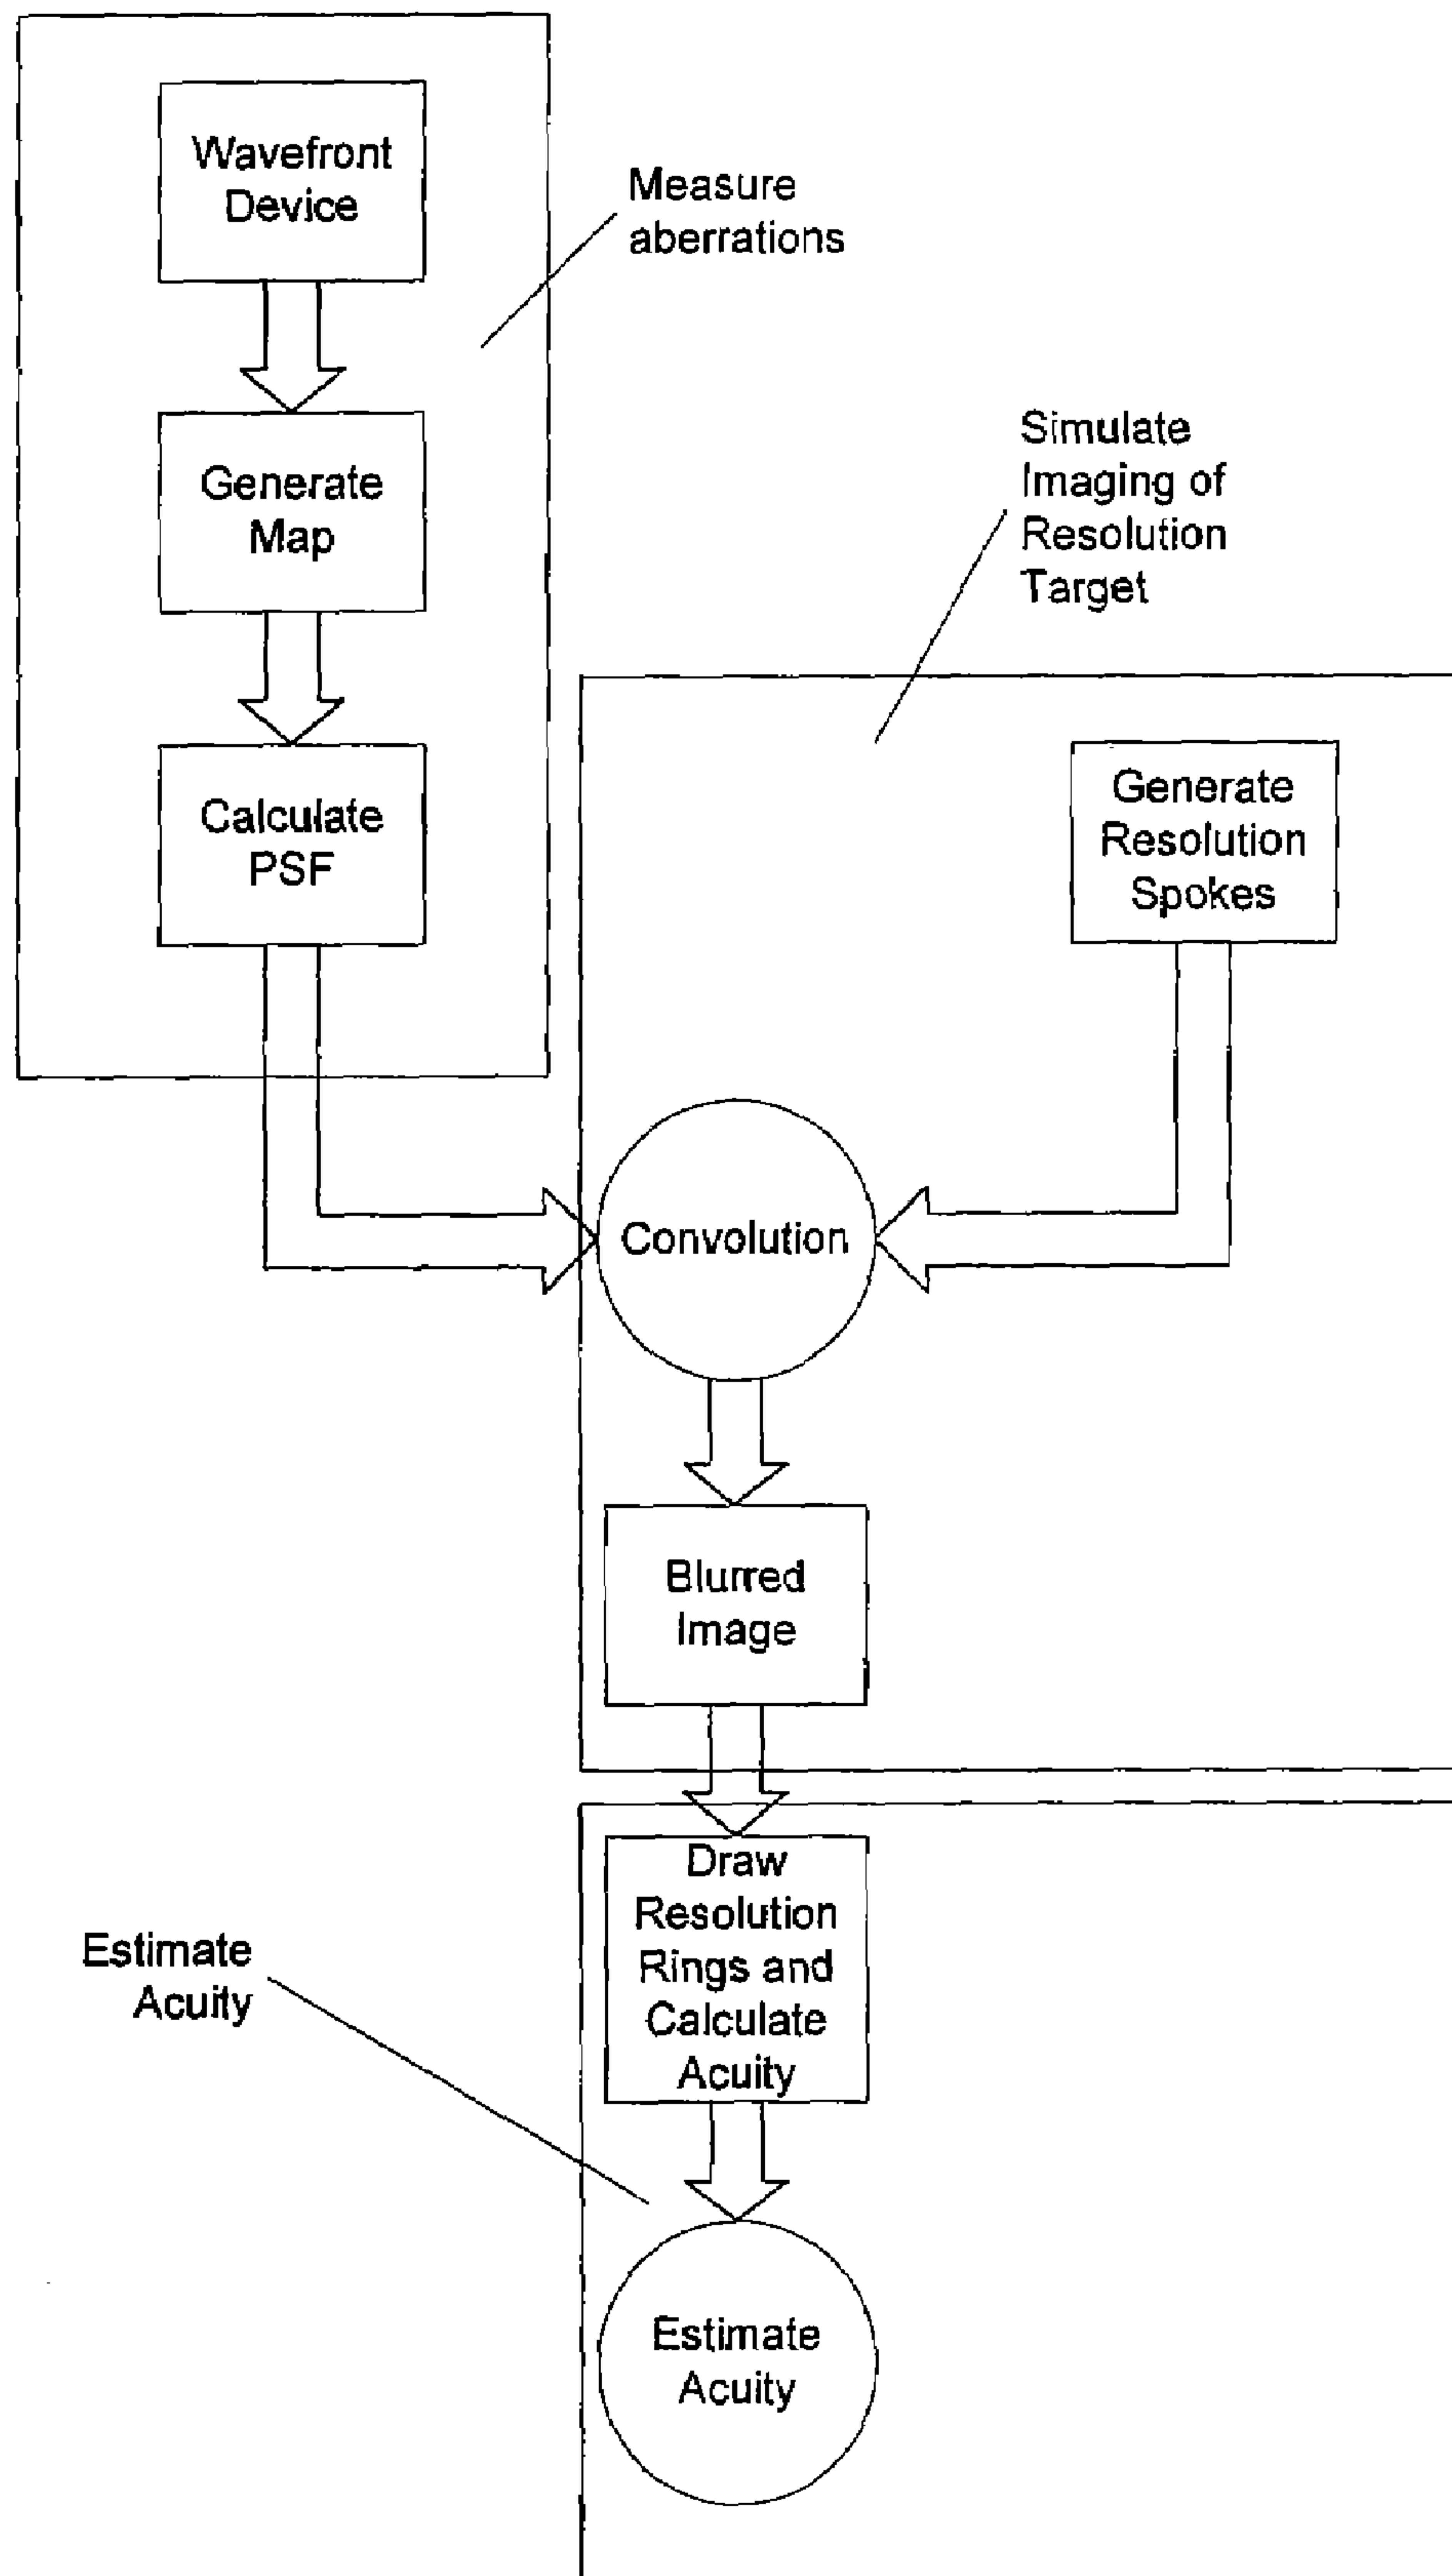 Wavefront
Device
Measure
aberrations
Generate
Map
Simulate
Imaging of
Resolution
Target
Calculate
PSF
Generate
Resolution
Spokes
Convolution
Blurred
Image
Draw
Resolution
Rings and
Calculate
Acuity
Estimate
Acuity
Estimate
Acuity